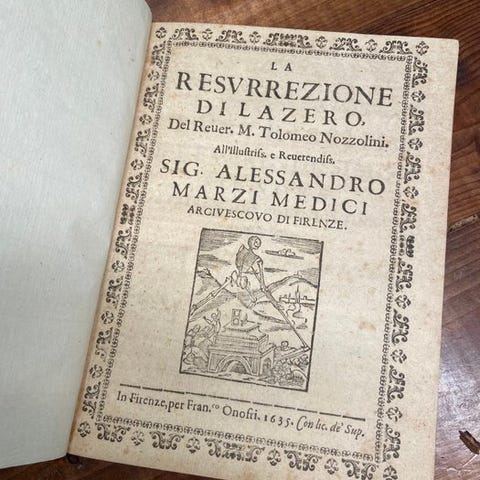 LA
RESVRREZIONE
DI LAZERO.
Del Reuer. M. Tolomeo Nozzolini.
All'Illustriss. e Reuerendiss.
SIG. ALESSANDRO
MARZI MEDICI
ARCIVESCOVO DI FIRENZE.
In Firenze, per Fran.co Onofri. 1635. Con lic. de' Sup.